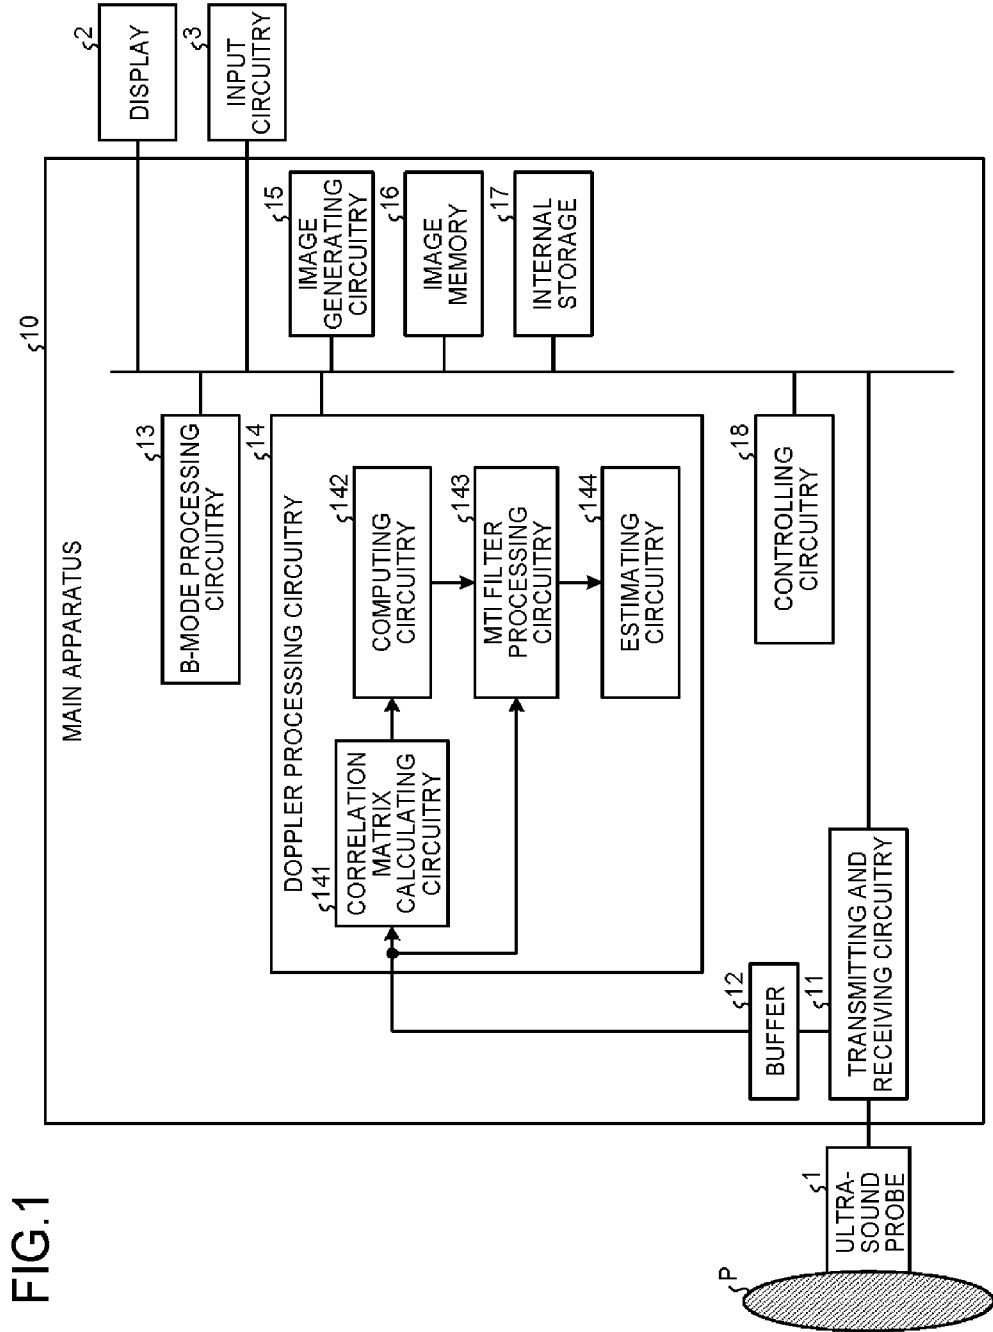 FIG.1
10
MAIN APPARATUS
13
B-MODE PROCESSING
CIRCUITRY
2
DISPLAY
3
INPUT
CIRCUITRY
14
DOPPLER PROCESSING CIRCUITRY
141
CORRELATION
MATRIX
CALCULATING
CIRCUITRY
142
COMPUTING
CIRCUITRY
143
MTI FILTER
PROCESSING
CIRCUITRY
144
ESTIMATING
CIRCUITRY
15
IMAGE
GENERATING
CIRCUITRY
16
IMAGE
MEMORY
17
INTERNAL
STORAGE
12
BUFFER
11
TRANSMITTING AND
RECEIVING CIRCUITRY
18
CONTROLLING
CIRCUITRY
P
1
ULTRA-
SOUND
PROBE